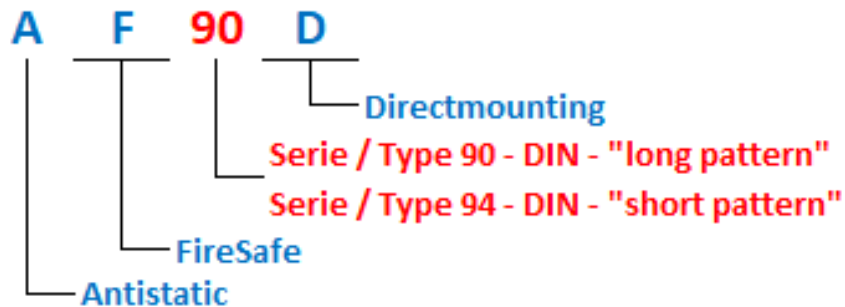 A F 90 D
Directmounting
Serie / Type 90 - DIN - "long pattern"
Serie / Type 94 - DIN - "short pattern"
FireSafe
Antistatic